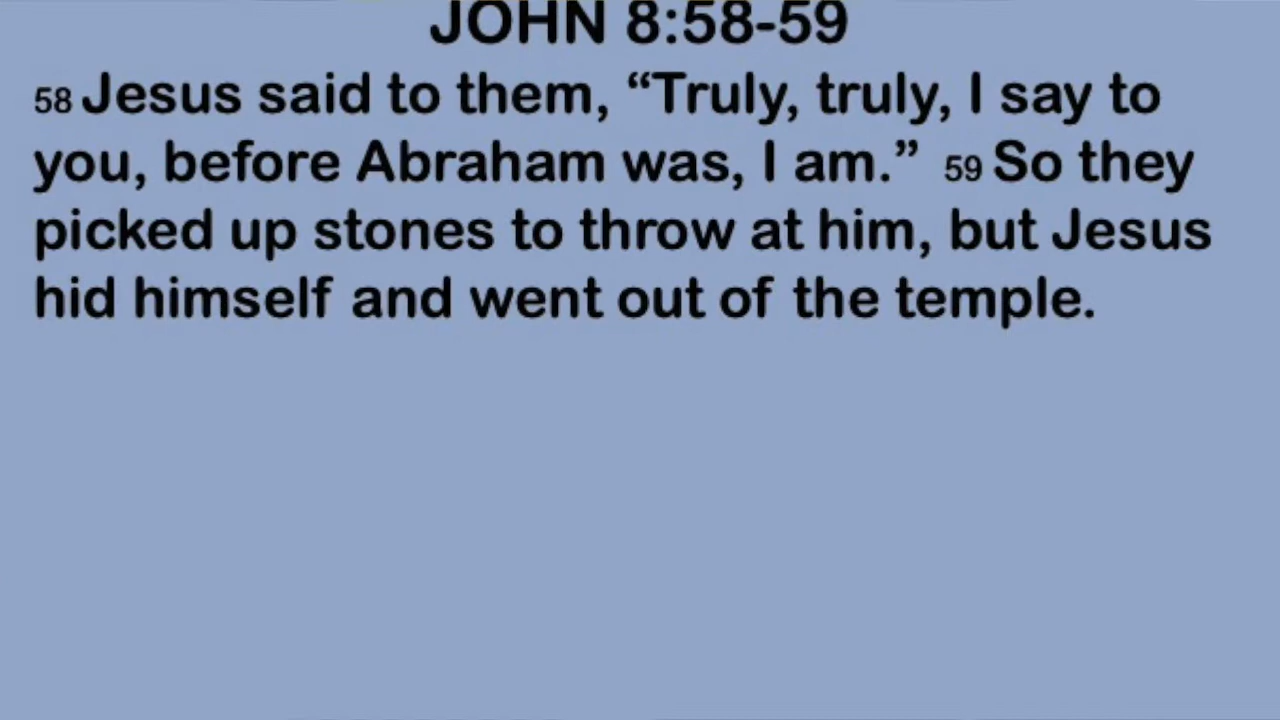 JOHN 8:58-59
58 Jesus said to them, “Truly, truly, I say to
you, before Abraham was, I am.” 59 So they
picked up stones to throw at him, but Jesus
hid himself and went out of the temple.